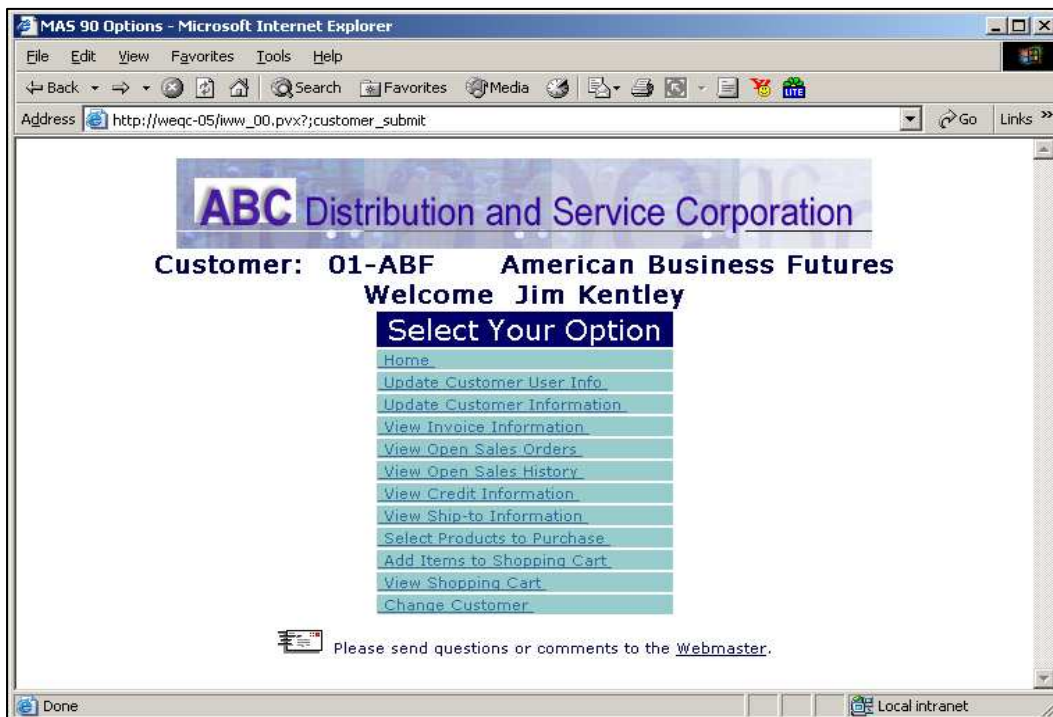 MAS 90 Options - Microsoft Internet Explorer
File Edit View Favorites Tools Help
Back Search Favorites Media LITE
Address http://weqc-05/iww_00.pvx?;customer_submit Go Links »
ABC Distribution and Service Corporation
Customer: 01-ABF American Business Futures
Welcome Jim Kentley
Select Your Option
Home
Update Customer User Info
Update Customer Information
View Invoice Information
View Open Sales Orders
View Open Sales History
View Credit Information
View Ship-to Information
Select Products to Purchase
Add Items to Shopping Cart
View Shopping Cart
Change Customer
Please send questions or comments to the Webmaster.
Done Local intranet